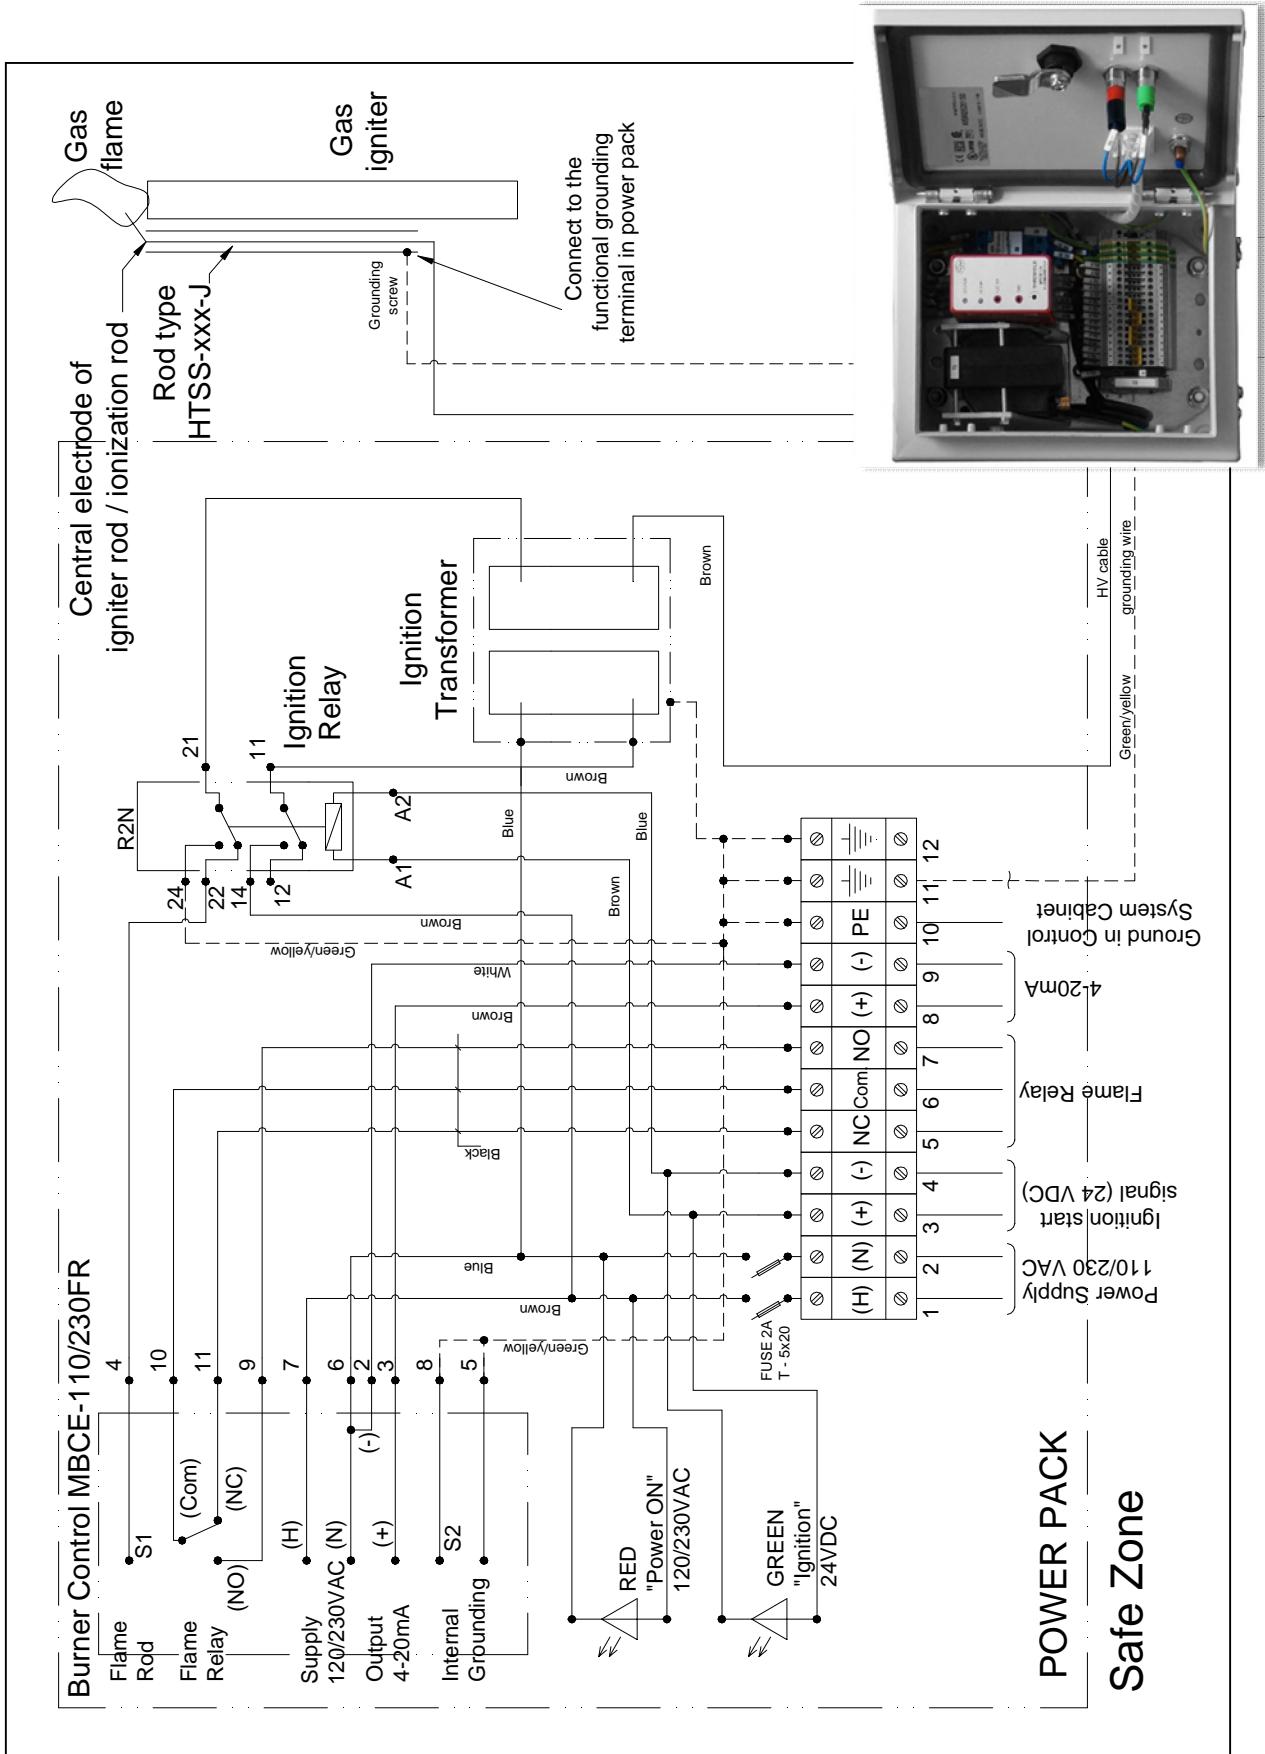 Gas
flame
Gas
igniter
Central electrode of
igniter rod / ionization rod
Rod type
HTSS-xxx-J
Grounding
screw
Connect to the
functional grounding
terminal in power pack
R2N
21
11
24
22
14
12
A1
A2
Ignition
Relay
Ignition
Transformer
Brown
Brown
Blue
Blue
Brown
Brown
Green/yellow
White
Brown
Black
Blue
Brown
Green/yellow
HV cable
Green/yellow
grounding wire
Burner Control MBCE-110/230FR
4
10
11
9
7
6
2
3
8
5
Flame
Rod
S1
Flame
Relay
(Com)
(NC)
(NO)
Supply
120/230VAC
(H)
(N)
(-)
Output
4-20mA
(+)
Internal
Grounding
S2
RED
"Power ON"
120/230VAC
GREEN
"Ignition"
24VDC
FUSE 2A
T - 5x20
(H)
(N)
(+)
(-)
NC
Com.
NO
(+)
(-)
PE
1
2
3
4
5
6
7
8
9
10
11
12
Power Supply
110/230 VAC
Ignition start
signal (24 VDC)
Flame Relay
4-20mA
Ground in Control
System Cabinet
POWER PACK
Safe Zone